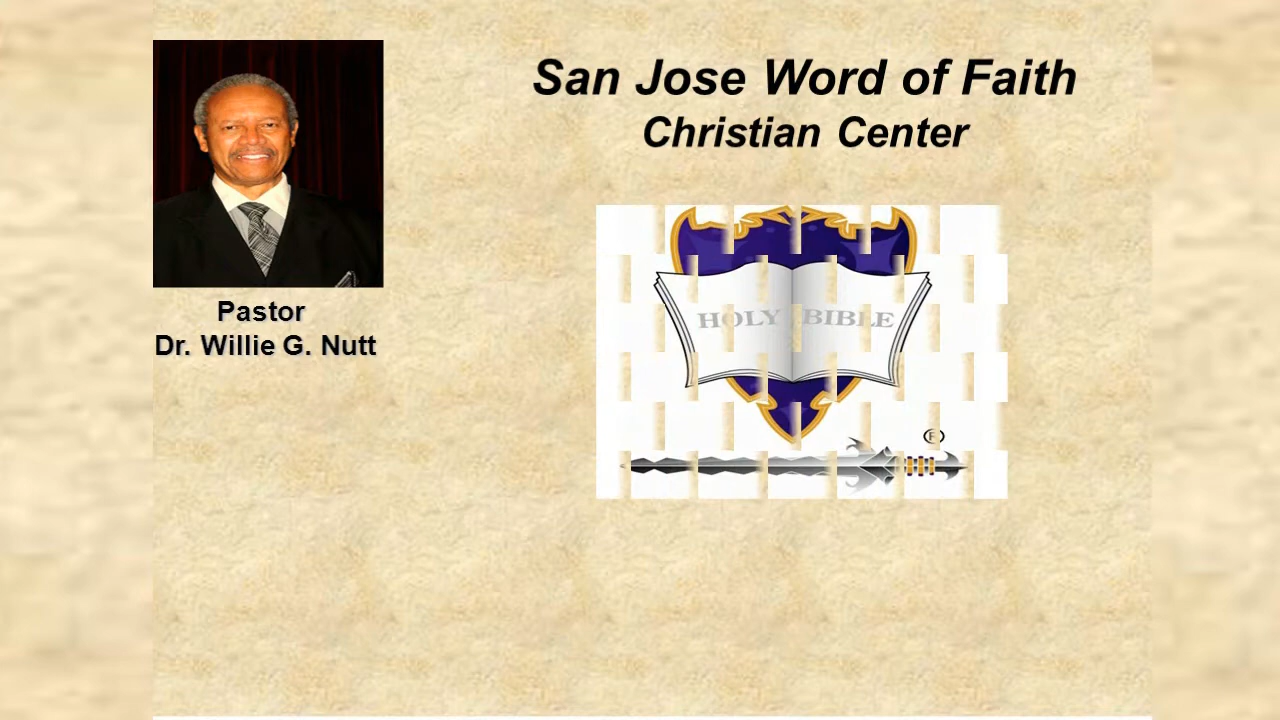 San Jose Word of Faith
Christian Center
Pastor
Dr. Willie G. Nutt
HOLY BIBLE
®